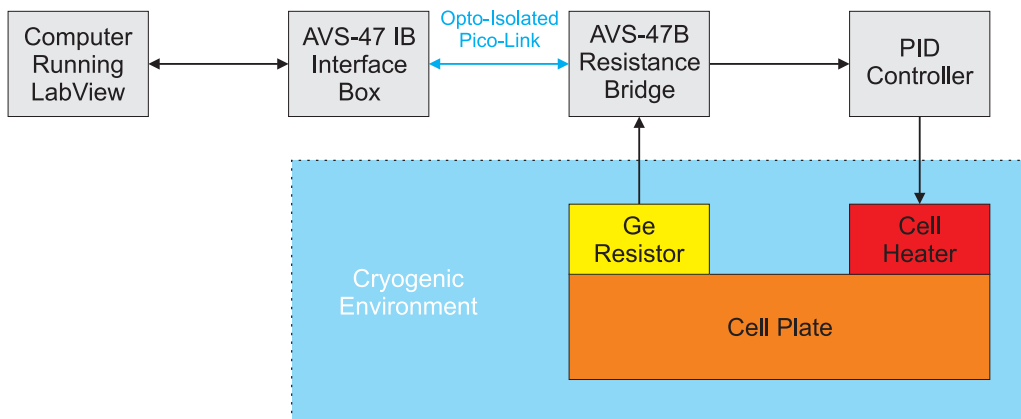 Computer
Running
LabView
AVS-47 IB
Interface
Box
Opto-Isolated
Pico-Link
AVS-47B
Resistance
Bridge
PID
Controller
Ge
Resistor
Cell
Heater
Cryogenic
Environment
Cell Plate